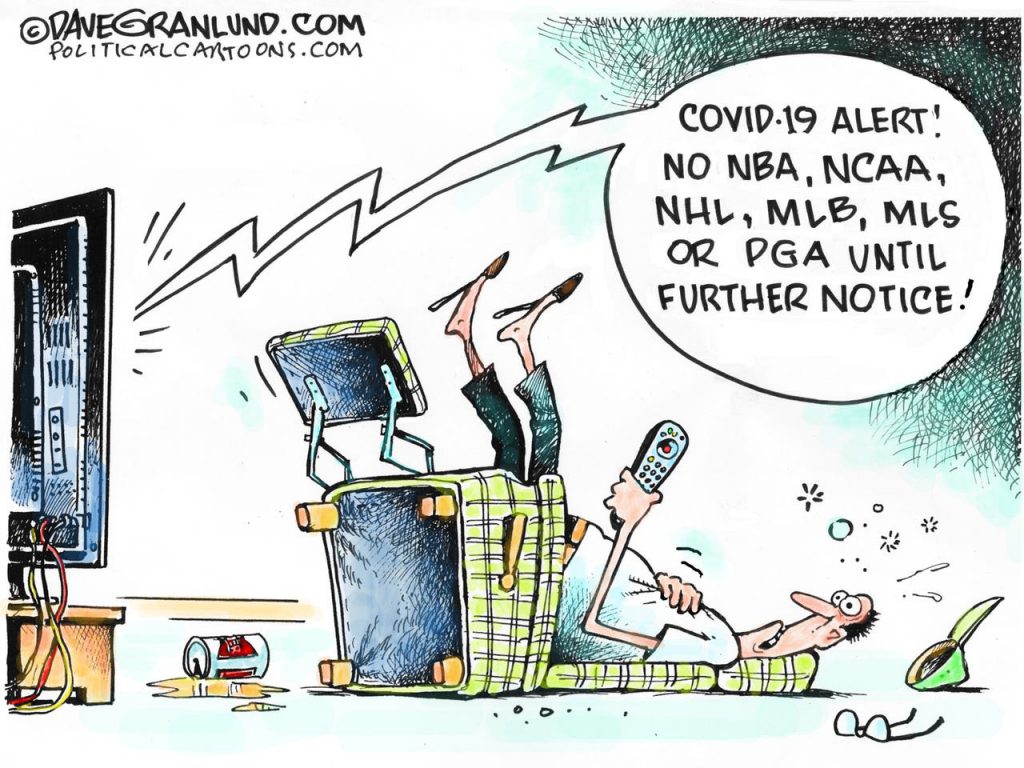 ©DAVEGRANLUND.COM
POLITICALCARTOONS.COM
COVID-19 ALERT!
NO NBA, NCAA,
NHL, MLB, MLS
OR PGA UNTIL
FURTHER NOTICE!